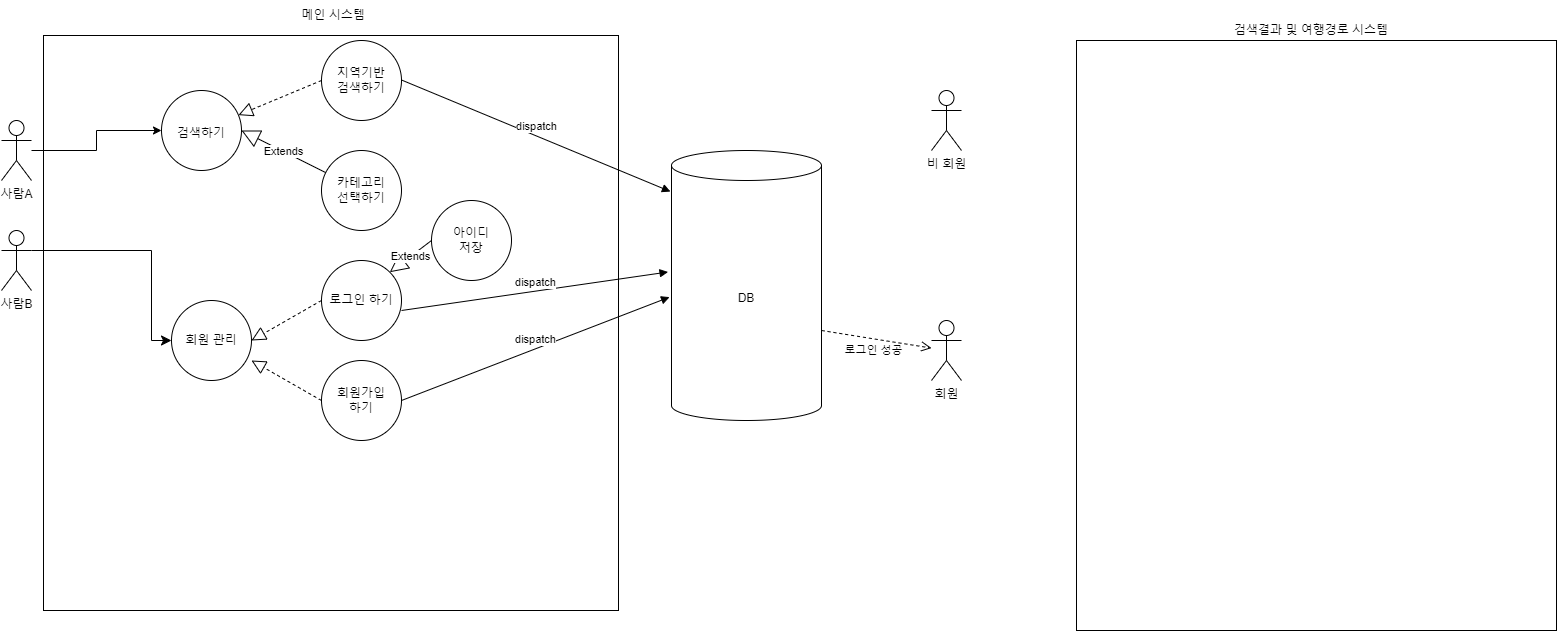 메인 시스템
검색결과 및 여행경로 시스템
지역기반
검색하기
검색하기
dispatch
Extends
카테고리
선택하기
사람A
비 회원
아이디
저장
Extends
사람B
로그인 하기
dispatch
DB
회원 관리
dispatch
로그인 성공
회원가입
하기
회원